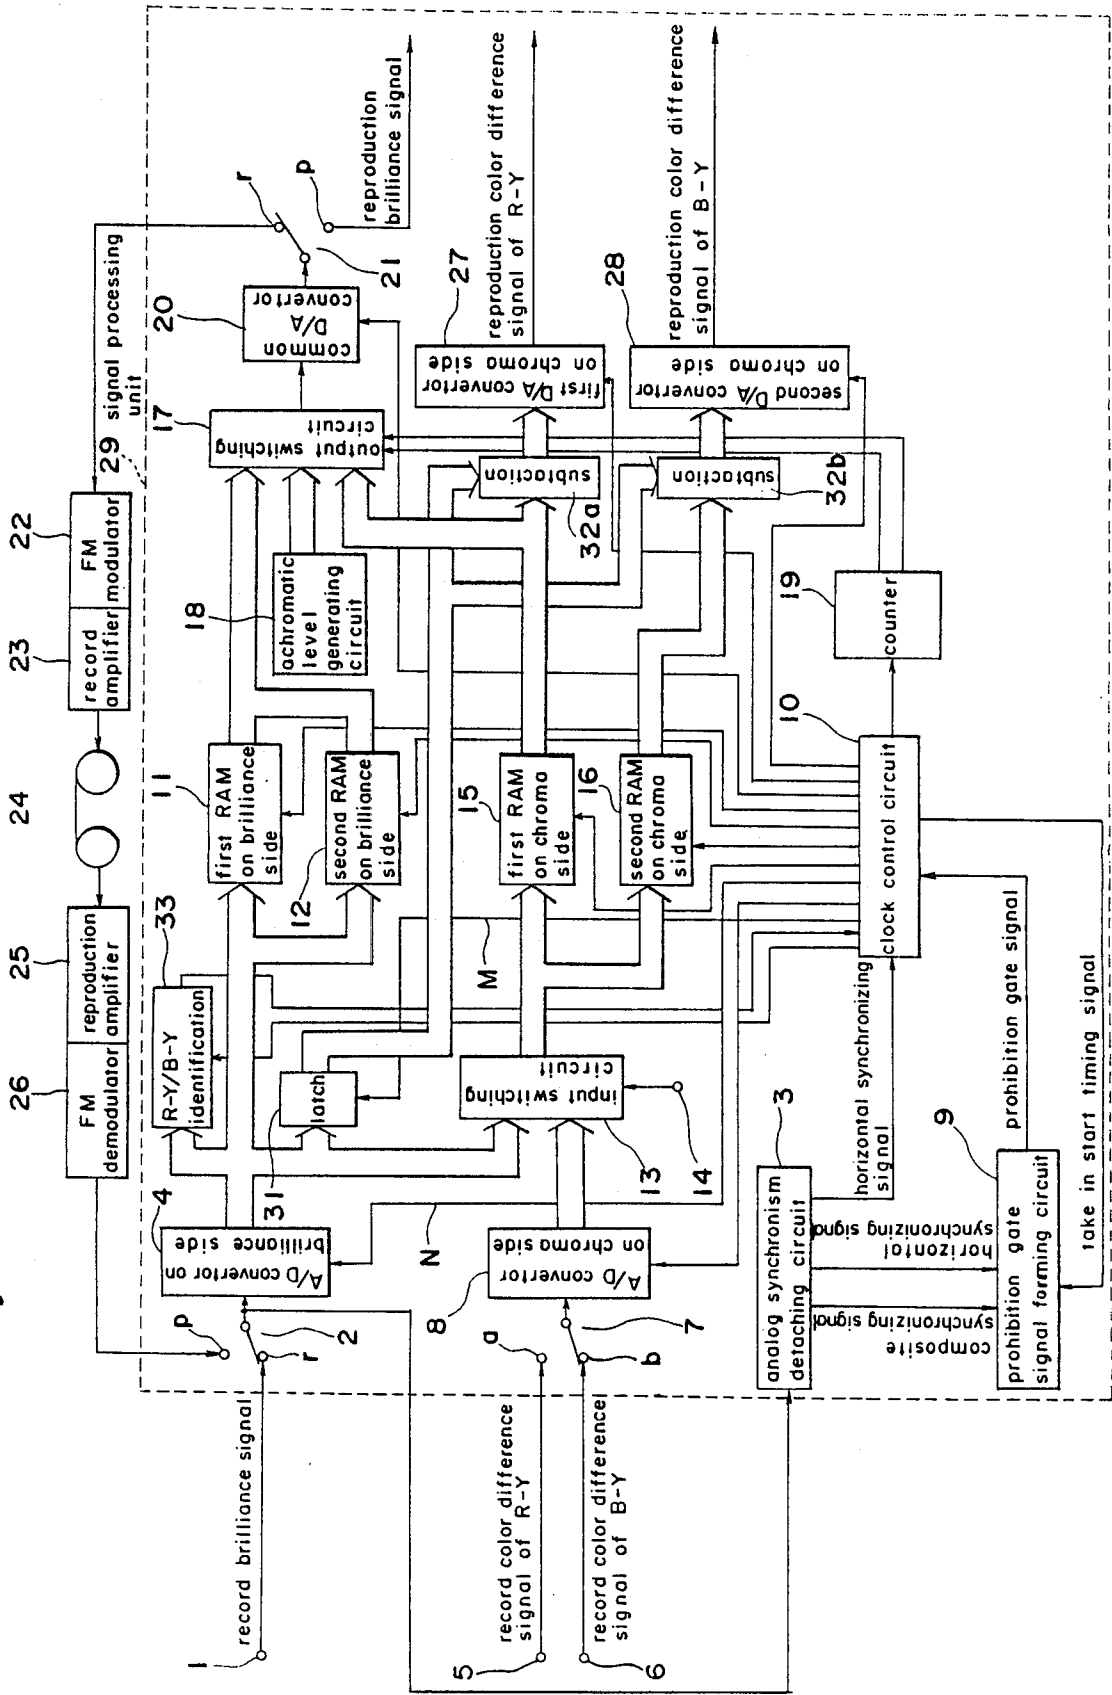 26
FM
demodulator
25
reproduction
amplifier
24
23
record
amplifier
22
FM
modulator
29
signal processing
unit
1
record brilliance signal
p
r
2
4
A/D convertor on
brilliance side
33
R-Y/B-Y
identification
31
latch
11
first RAM
on brilliance
side
12
second RAM
on brilliance
side
18
achromatic
level
generating
circuit
17
output switching
circuit
20
common
D/A
convertor
r
p
21
reproduction
brilliance signal
5
record color difference
signal of R-Y
6
record color difference
signal of B-Y
a
b
7
8
A/D convertor
on chroma side
N
13
input switching
circuit
14
M
15
first RAM
on chroma
side
16
second RAM
on chroma
side
32a
subtraction
32b
subtraction
27
first D/A convertor
on chroma side
reproduction color difference
signal of R-Y
28
second D/A convertor
on chroma side
reproduction color difference
signal of B-Y
3
analog synchronism
detaching circuit
composite
synchronizing signal
horizontal
synchronizing signal
horizontal synchronizing
signal
9
prohibition gate
signal forming circuit
prohibition gate signal
take in start timing signal
10
clock control circuit
19
counter